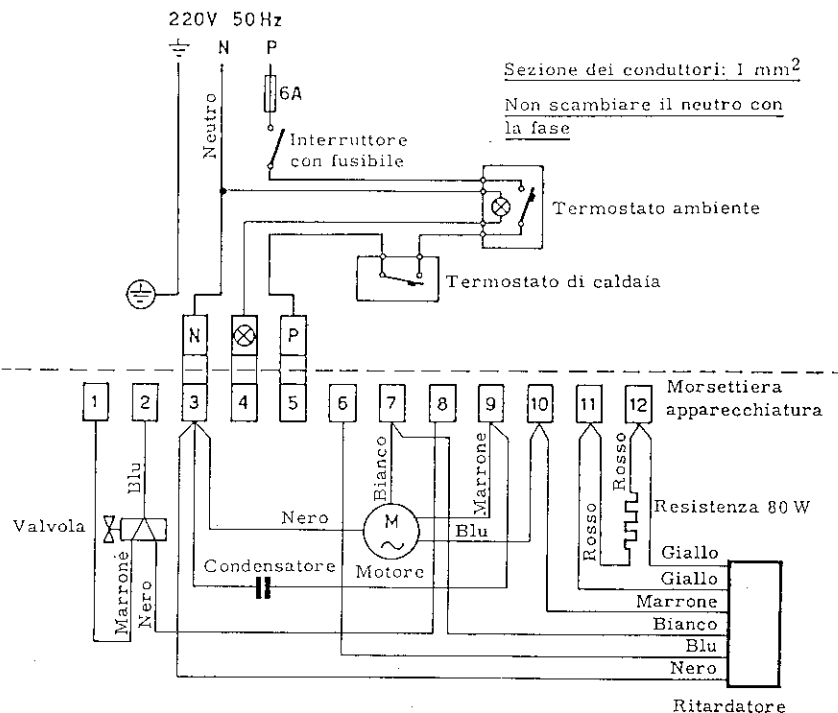 220V 50Hz
N P
6A
Neutro
Interruttore
con fusibile
Sezione dei conduttori: 1 mm²
Non scambiare il neutro con
la fase
Termostato ambiente
Termostato di caldaia
N P
1 2 3 4 5 6 7 8 9 10 11 12
Morsettiera
apparecchiatura
Blu
Bianco
Marrone
Rosso
Rosso
Resistenza 80 W
Valvola
Nero
M
Blu
Marrone
Nero
Condensatore
Motore
Giallo
Giallo
Marrone
Bianco
Blu
Nero
Ritardatore